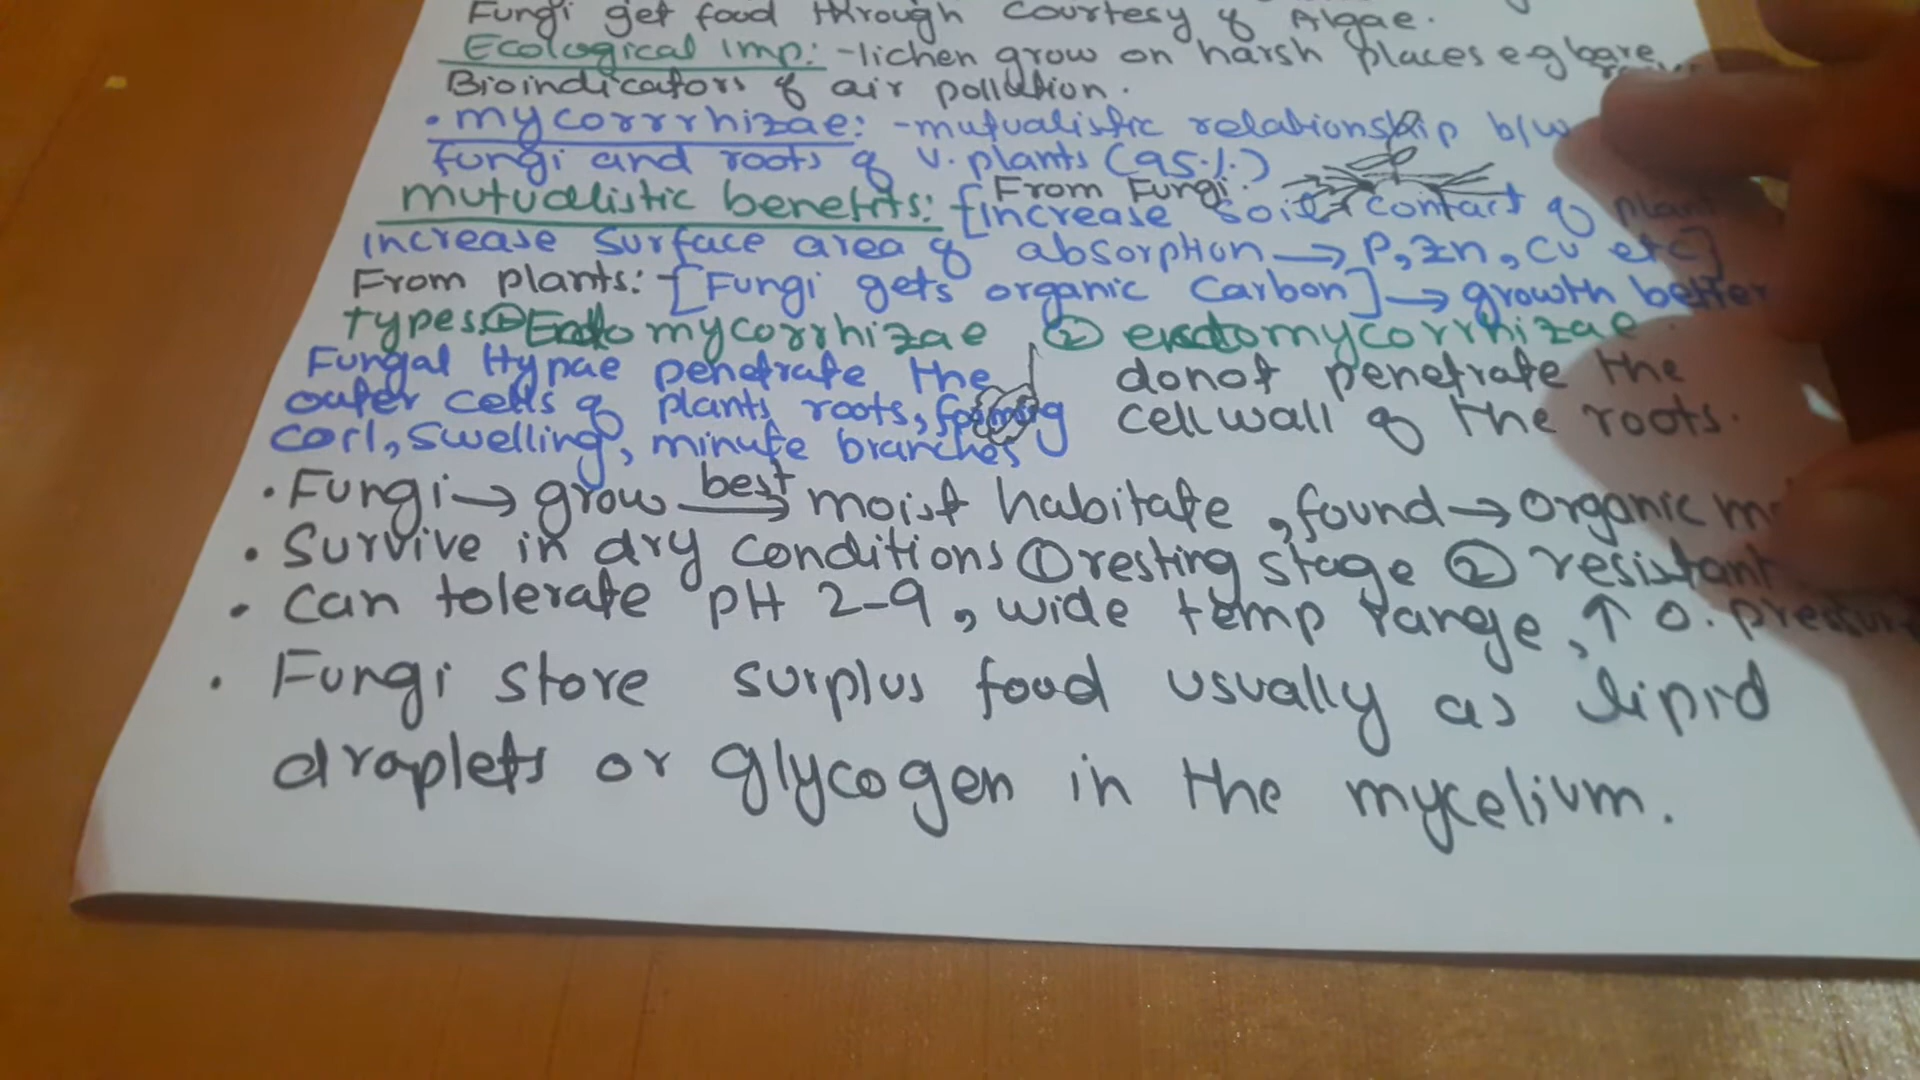 Fungi get food through courtesy of Algae.
Ecological Imp: -lichen grow on harsh places e.g bare
Bioindicators of air pollution.
• mycorrrhizae: -mutualistic relationship b/w
fungi and roots of v. plants (95%)
mutualistic benefits: [From Fungi.
Increase soil contact of plant
increase surface area of absorption → P, Zn, Cu etc]
From plants: -[Fungi gets organic Carbon] → growth better
types: ① Endomycorrhizae ② ectomycorrhizae.
Fungal Hypae penetrate the donot penetrate the
outer cells of plants roots, forming cell wall of the roots.
coil, swelling, minute branches
• Fungi → grow best → moist habitate, found → organic
• Survive in dry conditions ① resting stage ② resistant
• Can tolerate pH 2-9, wide temp range, ↑ o. pressure
• Fungi store surplus food usually as lipid
droplets or glycogen in the mycelium.